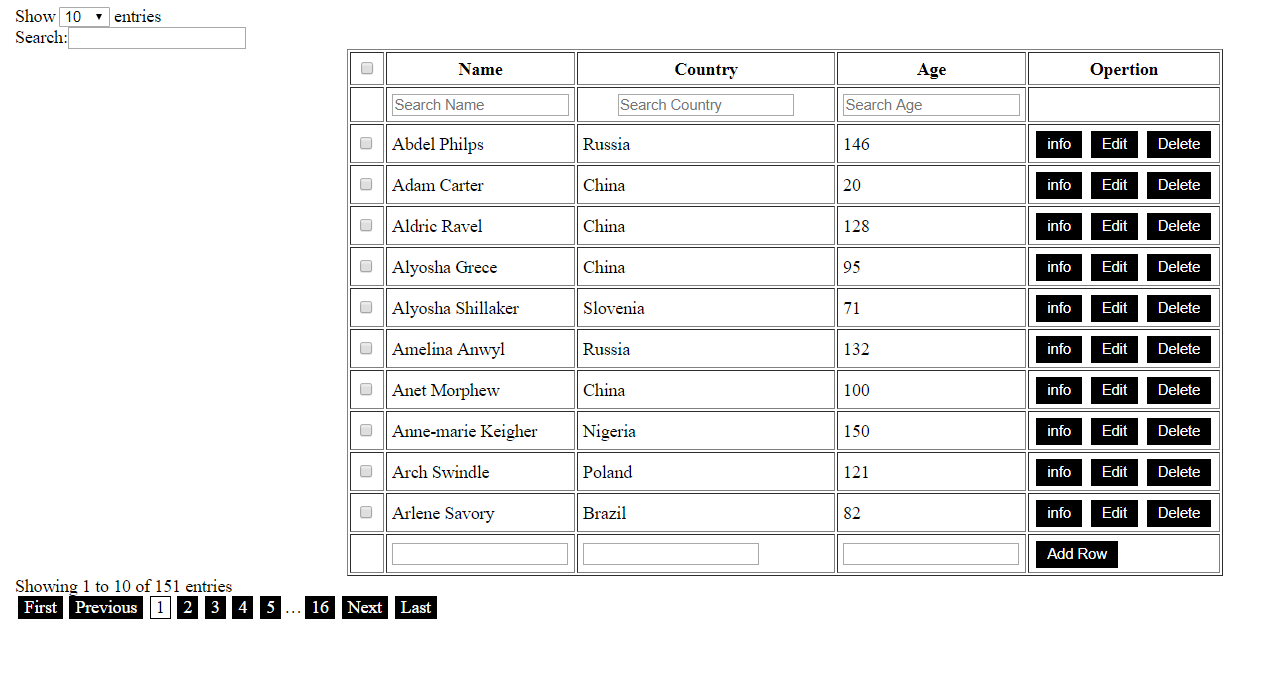 Show 10 entries
Search:
Name Country Age Opertion
Search Name Search Country Search Age
Abdel Philps Russia 146 info Edit Delete
Adam Carter China 20 info Edit Delete
Aldric Ravel China 128 info Edit Delete
Alyosha Grece China 95 info Edit Delete
Alyosha Shillaker Slovenia 71 info Edit Delete
Amelina Anwyl Russia 132 info Edit Delete
Anet Morphew China 100 info Edit Delete
Anne-marie Keigher Nigeria 150 info Edit Delete
Arch Swindle Poland 121 info Edit Delete
Arlene Savory Brazil 82 info Edit Delete
Add Row
Showing 1 to 10 of 151 entries
First Previous 1 2 3 4 5 … 16 Next Last